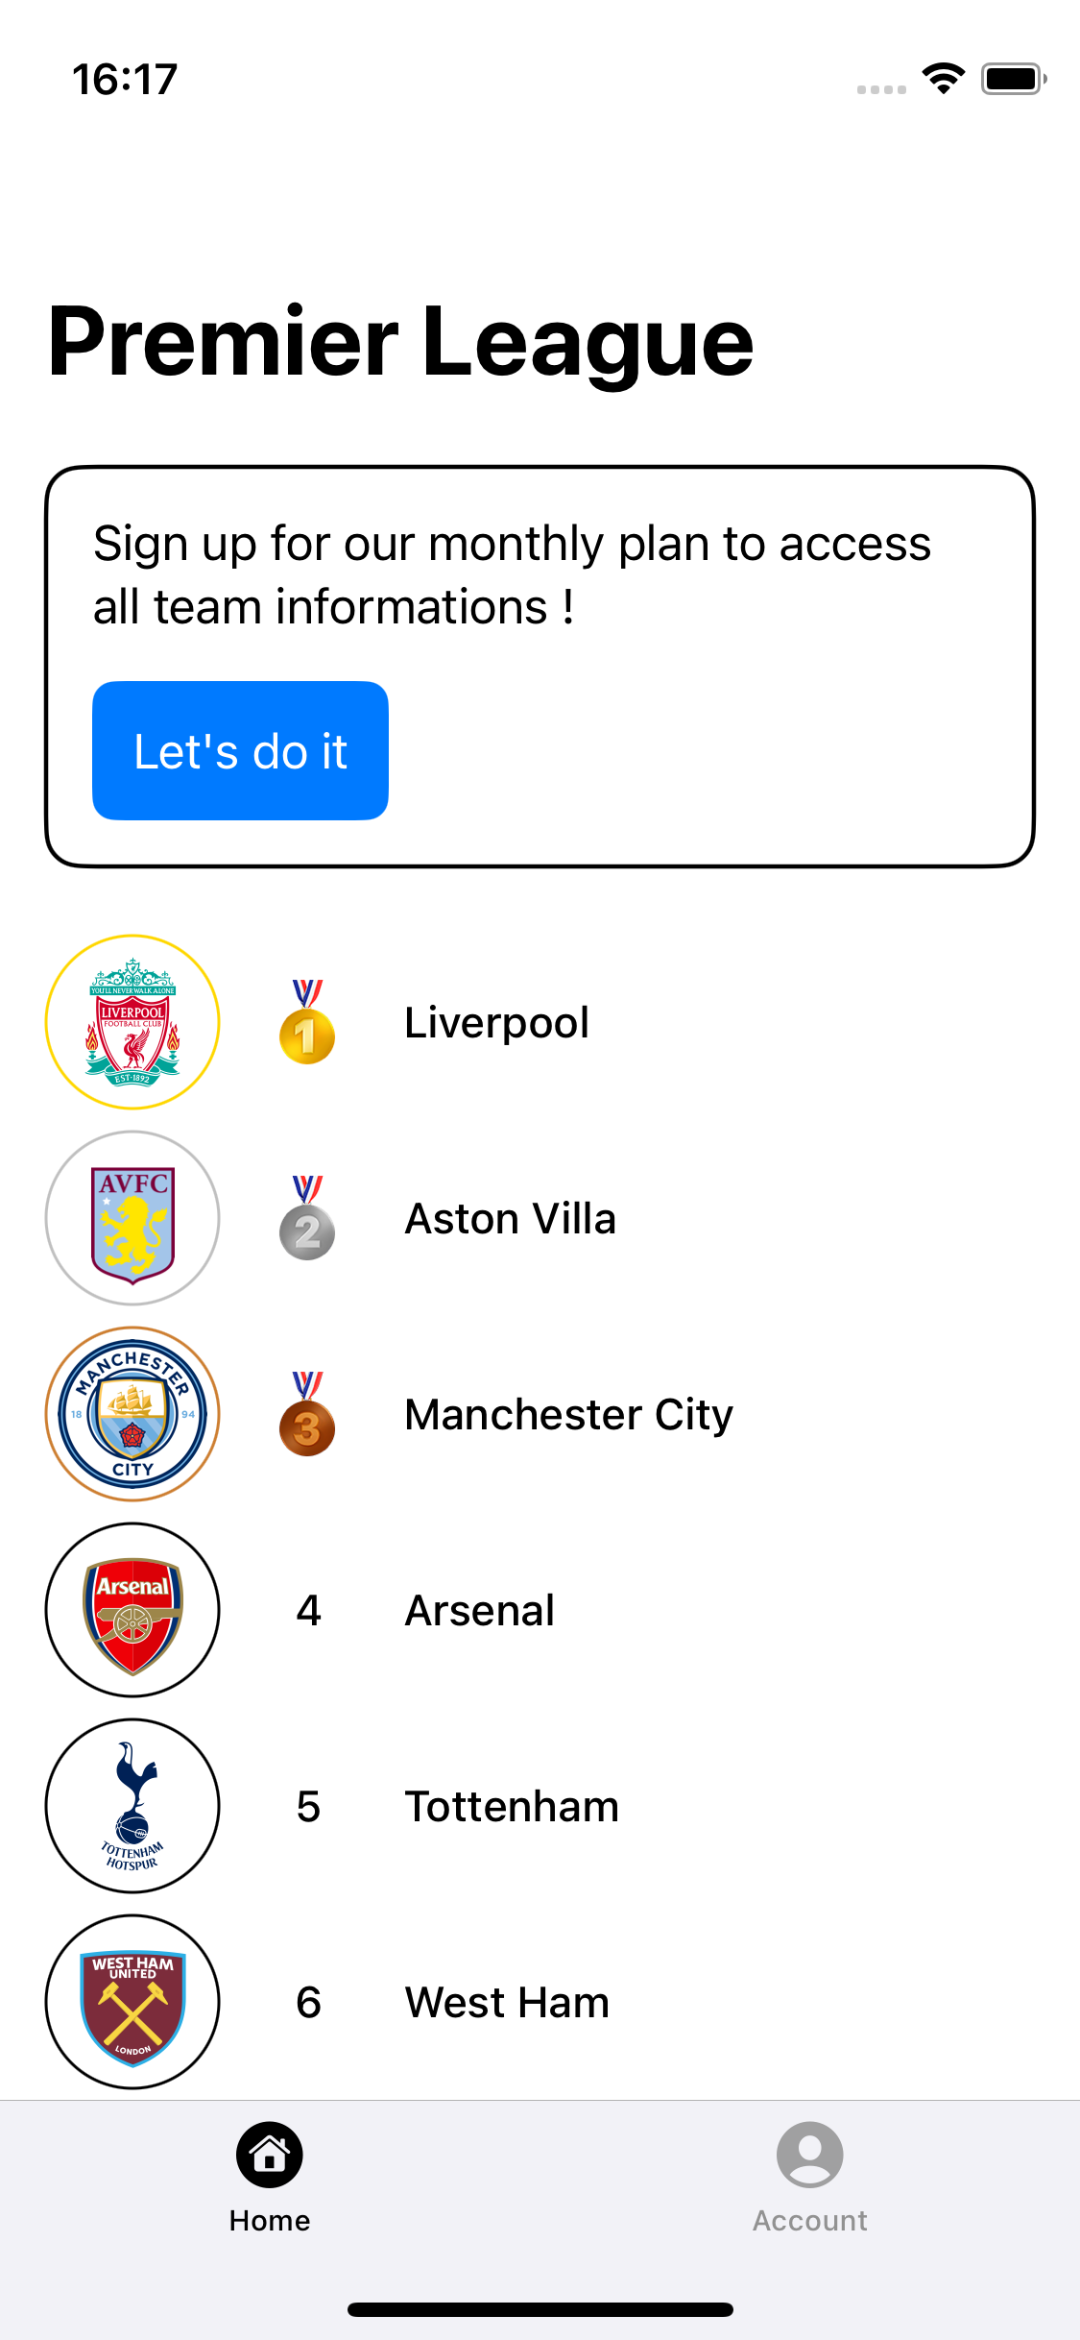 16:17
Premier League
Sign up for our monthly plan to access
all team informations !
Let's do it
YOU'LL NEVER WALK ALONE
LIVERPOOL
FOOTBALL CLUB
EST·1892
1
Liverpool
AVFC
2
Aston Villa
MANCHESTER
18 94
CITY
3
Manchester City
Arsenal
4
Arsenal
TOTTENHAM
HOTSPUR
5
Tottenham
WEST HAM
UNITED
LONDON
6
West Ham
Home
Account